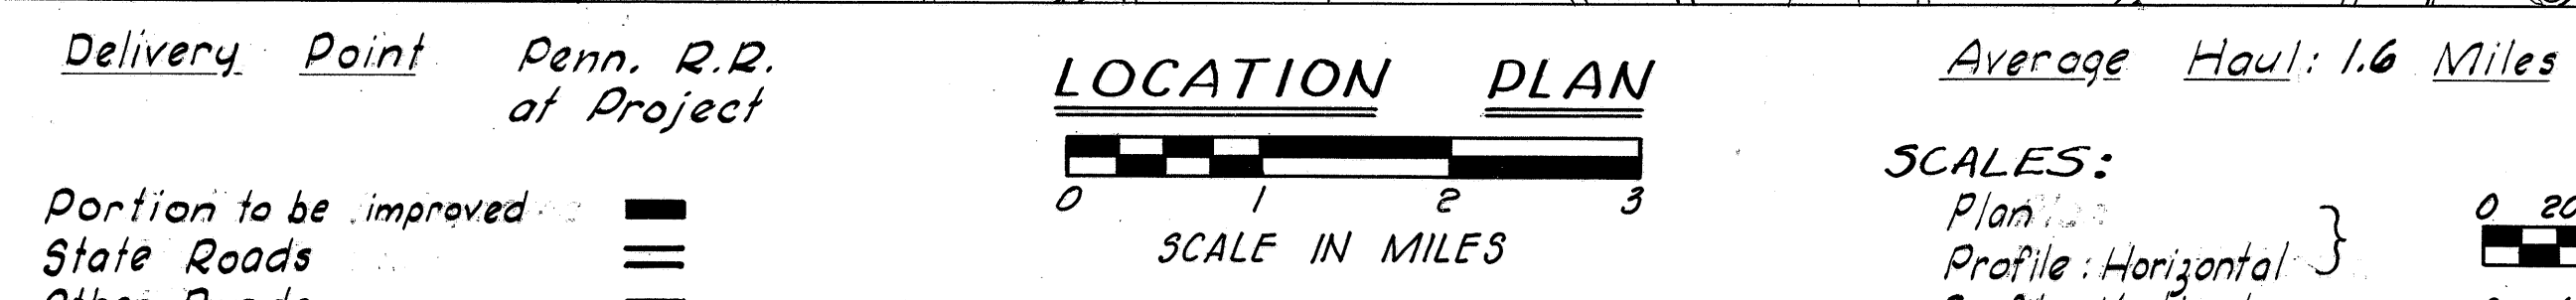 Delivery Point Penn. R.R.
at Project
LOCATION PLAN
0 1 2 3
SCALE IN MILES
Average Haul: 1.6 Miles
Portion to be improved
State Roads
SCALES:
Plan
Profile: Horizontal }
0 20